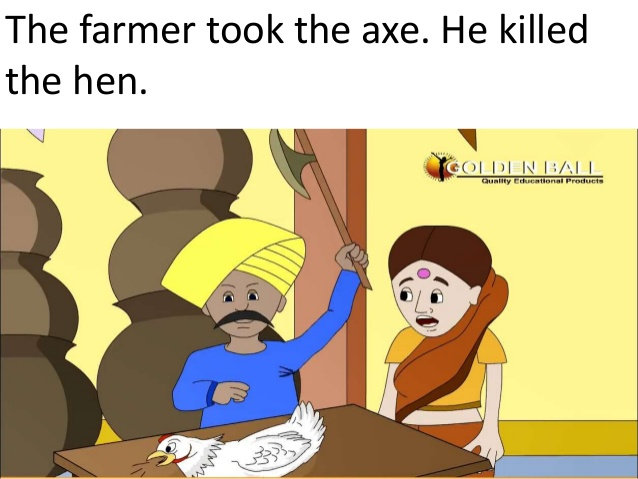 The farmer took the axe. He killed
the hen.
GOLDEN BALL
Quality Educational Products